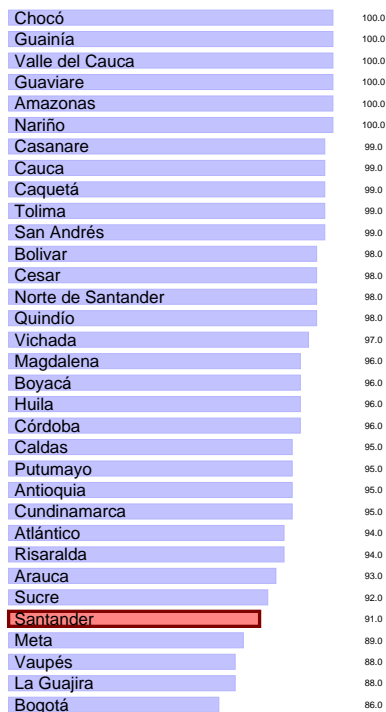 Chocó 100.0
Guainía 100.0
Valle del Cauca 100.0
Guaviare 100.0
Amazonas 100.0
Nariño 100.0
Casanare 99.0
Cauca 99.0
Caquetá 99.0
Tolima 99.0
San Andrés 99.0
Bolivar 98.0
Cesar 98.0
Norte de Santander 98.0
Quindío 98.0
Vichada 97.0
Magdalena 96.0
Boyacá 96.0
Huila 96.0
Córdoba 96.0
Caldas 95.0
Putumayo 95.0
Antioquia 95.0
Cundinamarca 95.0
Atlántico 94.0
Risaralda 94.0
Arauca 93.0
Sucre 92.0
Santander 91.0
Meta 89.0
Vaupés 88.0
La Guajira 88.0
Bogotá 86.0